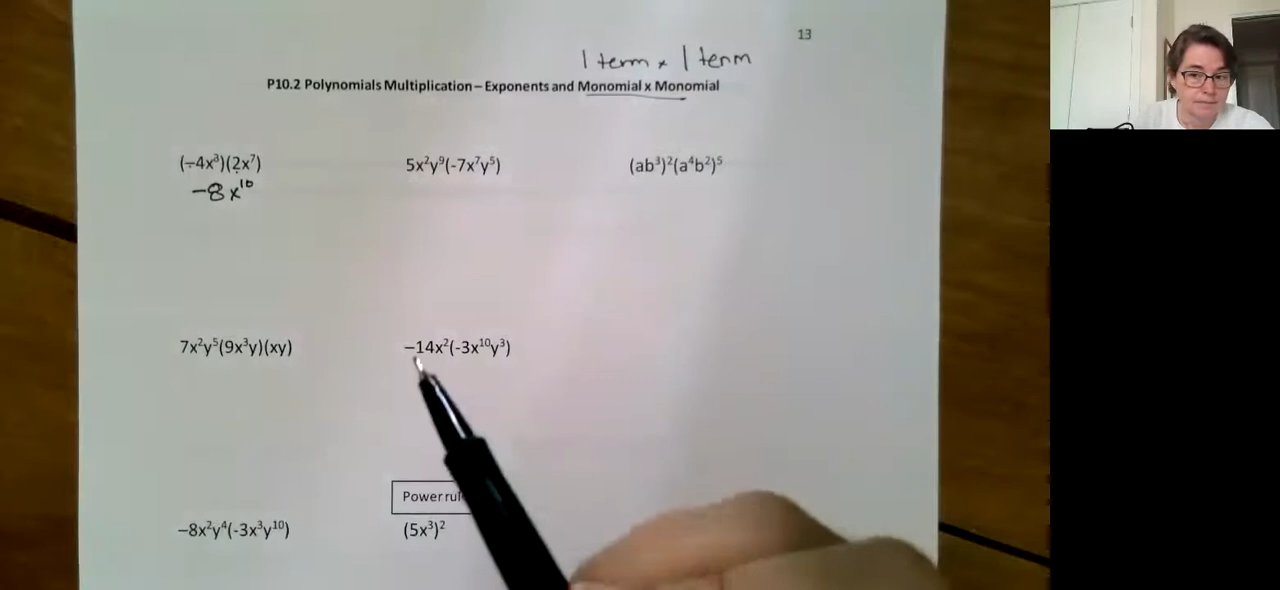 13
1 term x 1 term
P10.2 Polynomials Multiplication – Exponents and Monomial x Monomial
(−4x³)(2x⁷) 5x²y⁹(-7x⁷y⁵) (ab³)²(a⁴b²)⁵
−8x¹⁰
7x²y⁵(9x³y)(xy) −14x²(-3x¹⁰y³)
Power
−8x²y⁴(-3x³y¹⁰) (5x³)²